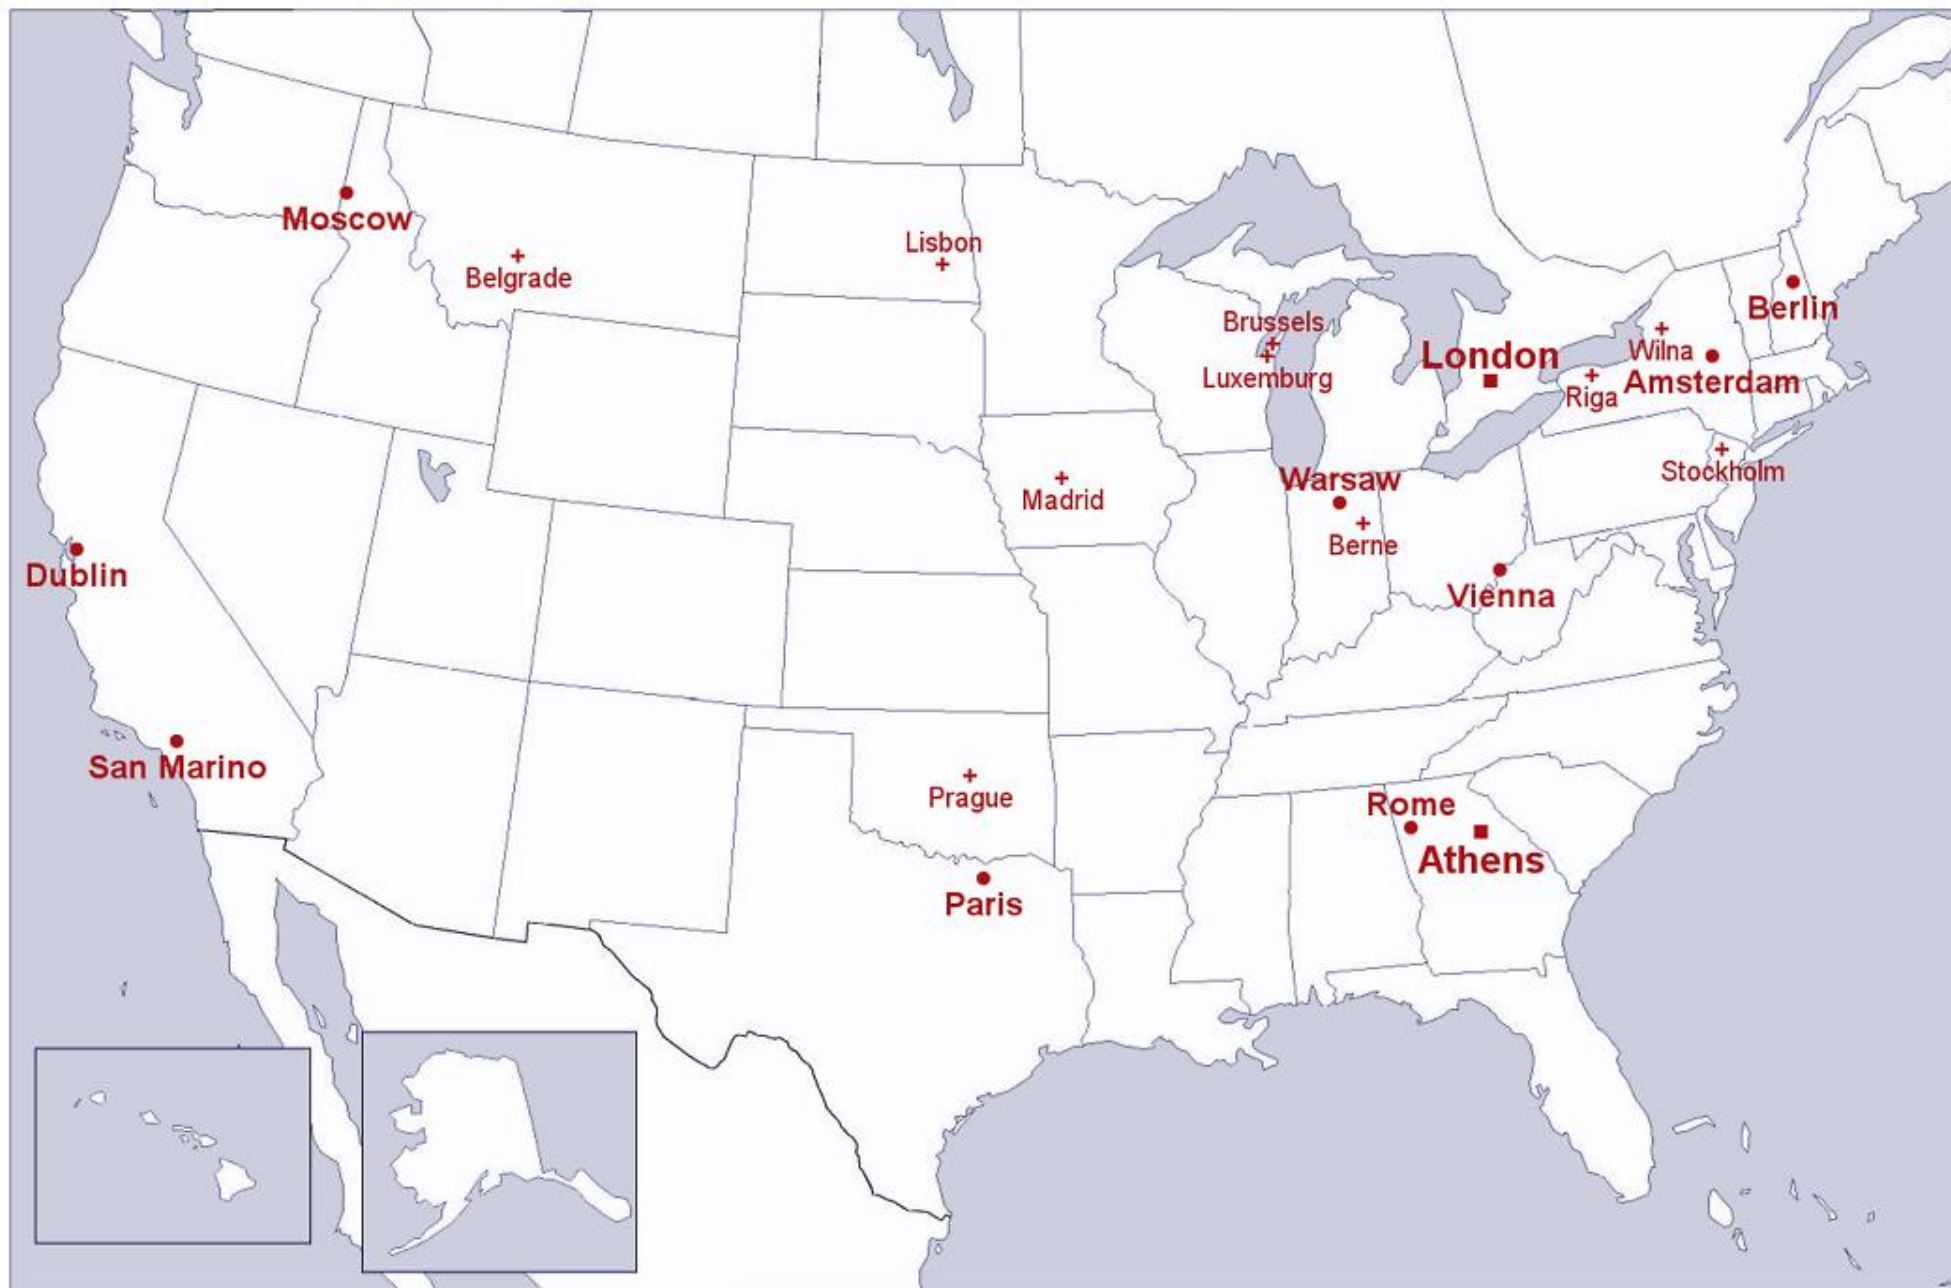 Moscow
Lisbon
Belgrade
Berlin
Brussels
London
Wilna
Luxemburg
Riga
Amsterdam
Stockholm
Warsaw
Madrid
Berne
Dublin
Vienna
San Marino
Prague
Rome
Athens
Paris